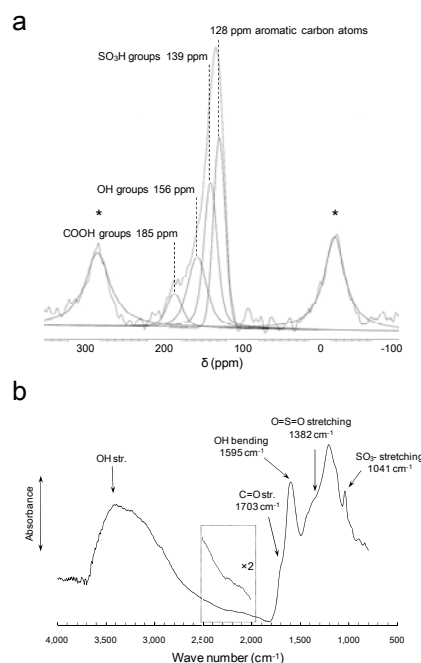 a
128 ppm aromatic carbon atoms
SO₃H groups 139 ppm
OH groups 156 ppm
* *
COOH groups 185 ppm
300 200 100 0 -100
δ (ppm)
b
O=S=O stretching
1382 cm⁻¹
OH bending
1595 cm⁻¹
SO₃- stretching
1041 cm⁻¹
OH str.
C=O str.
1703 cm⁻¹
Absorbance
×2
4,000 3,500 3,000 2,500 2,000 1,500 1,000 500
Wave number (cm⁻¹)